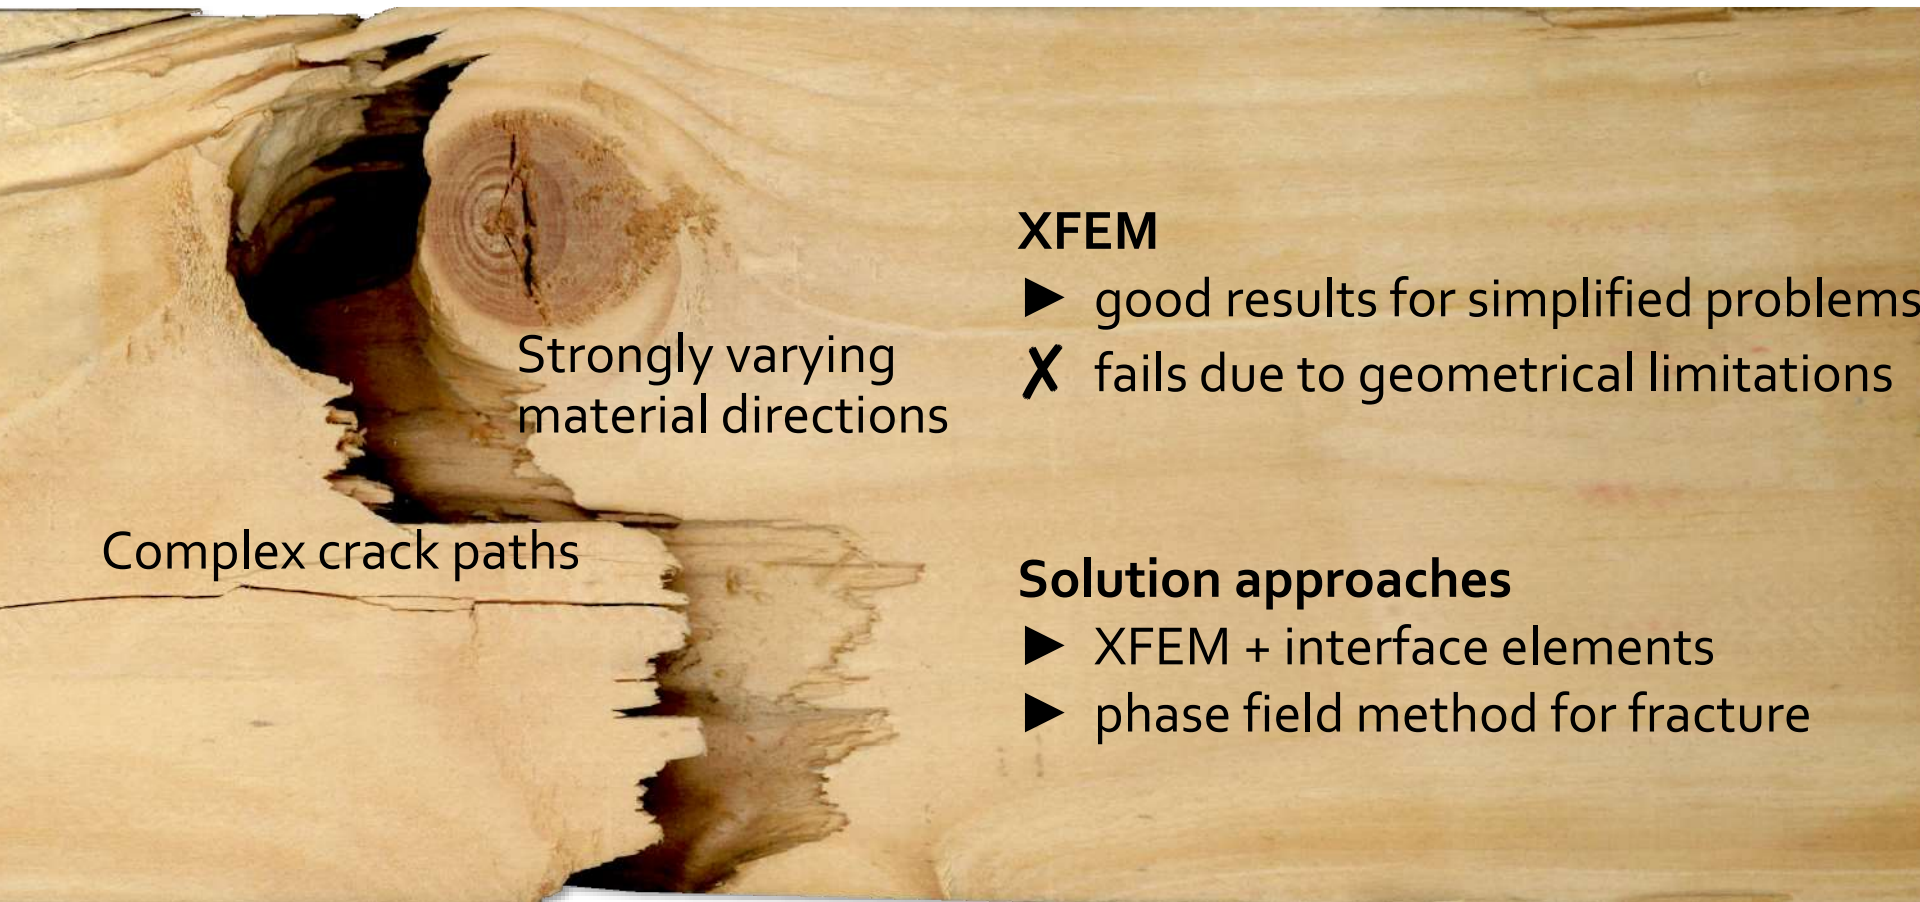 Strongly varying
material directions
Complex crack paths
XFEM
► good results for simplified problems
✗ fails due to geometrical limitations
Solution approaches
► XFEM + interface elements
► phase field method for fracture